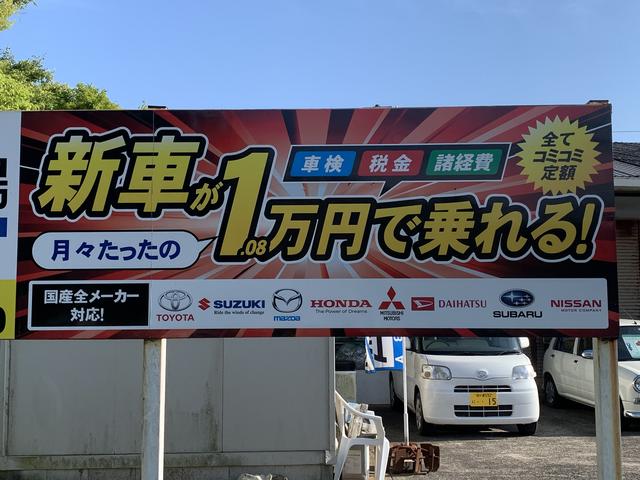 全て
コミコミ
定額
車検 税金 諸経費
新車が1.08万円で乗れる!
月々たったの
国産全メーカー
対応!
TOYOTA
SUZUKI
Ride the winds of change
mazda
HONDA
The Power of Dreams
MITSUBISHI
MOTORS
DAIHATSU
SUBARU
NISSAN
MOTOR COMPANY
15